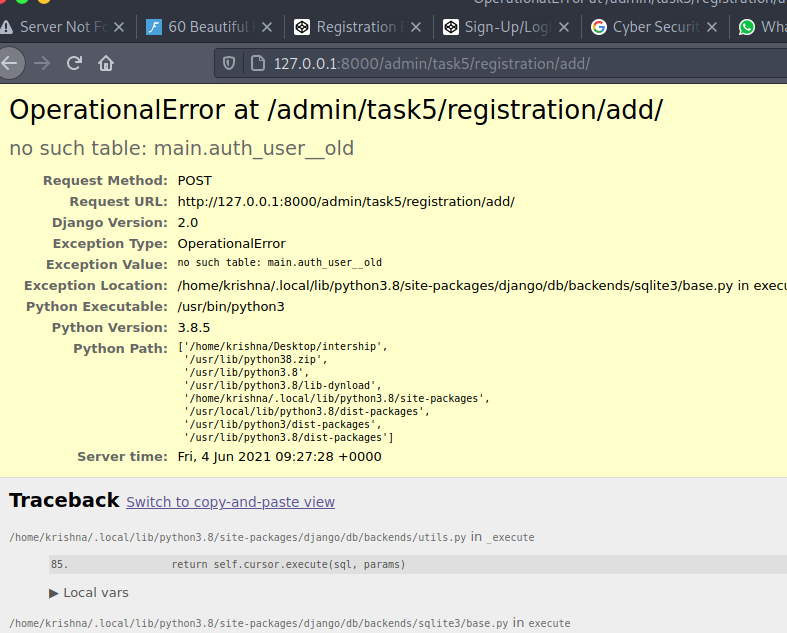 OperationalError at /admin/task5/registration/a
Server Not Fo
60 Beautiful
Registration
Sign-Up/Logi
Cyber Securit
Wha
127.0.0.1:8000/admin/task5/registration/add/
OperationalError at /admin/task5/registration/add/
no such table: main.auth_user__old
Request Method: POST
Request URL: http://127.0.0.1:8000/admin/task5/registration/add/
Django Version: 2.0
Exception Type: OperationalError
Exception Value: no such table: main.auth_user__old
Exception Location: /home/krishna/.local/lib/python3.8/site-packages/django/db/backends/sqlite3/base.py in execu
Python Executable: /usr/bin/python3
Python Version: 3.8.5
Python Path: ['/home/krishna/Desktop/intership',
'/usr/lib/python38.zip',
'/usr/lib/python3.8',
'/usr/lib/python3.8/lib-dynload',
'/home/krishna/.local/lib/python3.8/site-packages',
'/usr/local/lib/python3.8/dist-packages',
'/usr/lib/python3/dist-packages',
'/usr/lib/python3.8/dist-packages']
Server time: Fri, 4 Jun 2021 09:27:28 +0000
Traceback Switch to copy-and-paste view
/home/krishna/.local/lib/python3.8/site-packages/django/db/backends/utils.py in _execute
85. return self.cursor.execute(sql, params)
▶ Local vars
/home/krishna/.local/lib/python3.8/site-packages/django/db/backends/sqlite3/base.py in execute